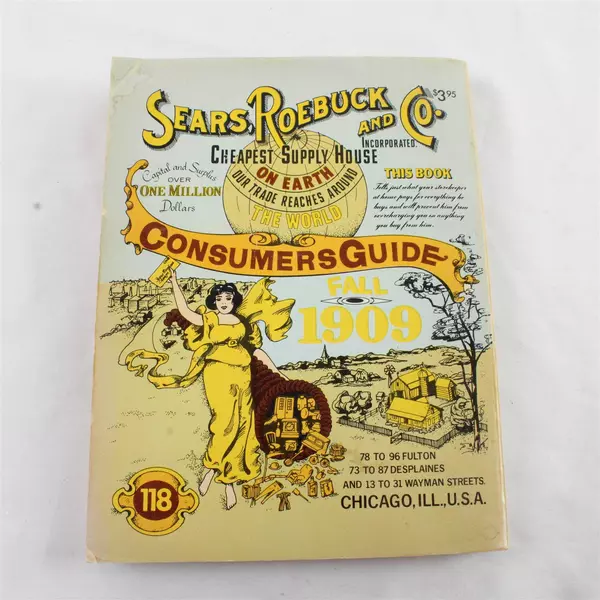 SEARS, ROEBUCK AND CO.
$3.95
INCORPORATED.
CHEAPEST SUPPLY HOUSE
ON EARTH
OUR TRADE REACHES AROUND
THE WORLD
Capital and Surplus
OVER
ONE MILLION
Dollars
THIS BOOK
Tells just what your storekeeper
at home pays for everything he
buys and will prevent him from
overcharging you in anything
you buy from him.
CONSUMERS GUIDE
FALL
1909
118
78 TO 96 FULTON
73 TO 87 DESPLAINES
AND 13 TO 31 WAYMAN STREETS.
CHICAGO, ILL., U.S.A.